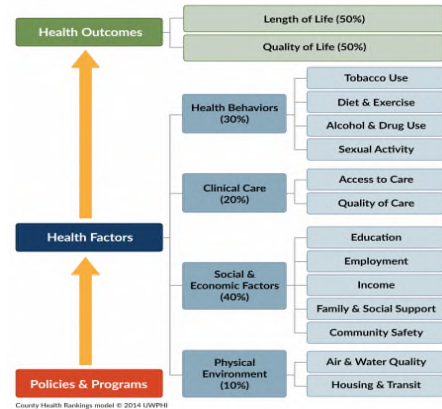 Health Outcomes
Length of Life (50%)
Quality of Life (50%)
Health Factors
Health Behaviors
(30%)
Tobacco Use
Diet & Exercise
Alcohol & Drug Use
Sexual Activity
Clinical Care
(20%)
Access to Care
Quality of Care
Social &
Economic Factors
(40%)
Education
Employment
Income
Family & Social Support
Community Safety
Physical
Environment
(10%)
Air & Water Quality
Housing & Transit
Policies & Programs
County Health Rankings model © 2014 UWPHI